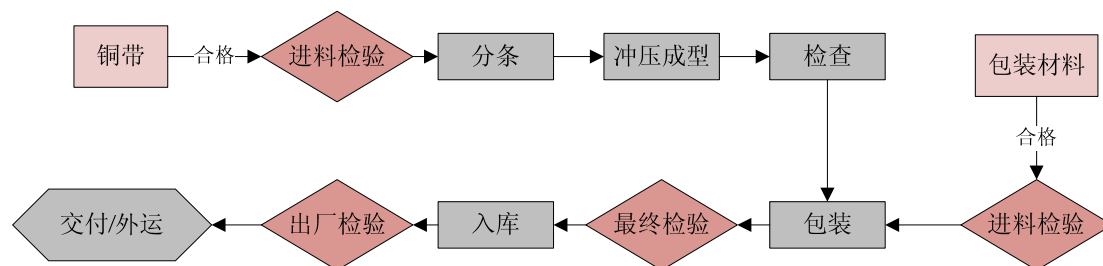 铜带
合格
进料检验
分条
冲压成型
检查
包装材料
合格
交付/外运
出厂检验
入库
最终检验
包装
进料检验